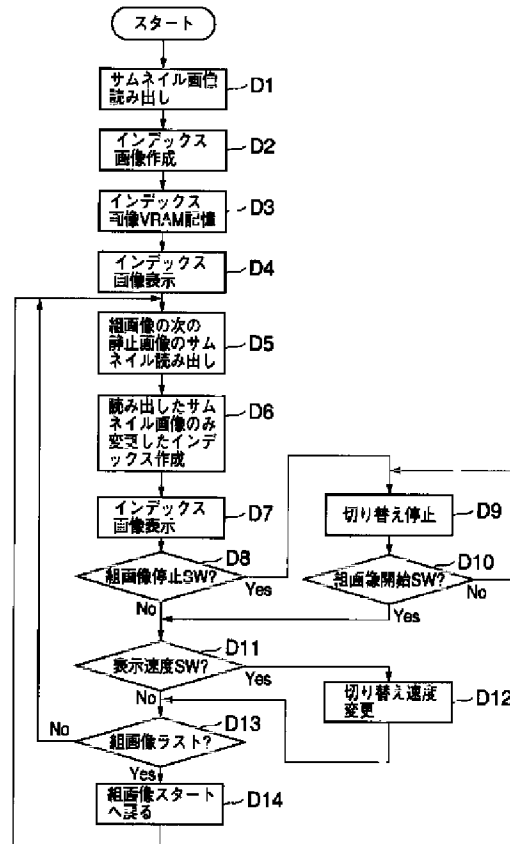 スタート
サムネイル画像
読み出し
D1
インデックス
画像作成
D2
インデックス
画像VRAM記憶
D3
インデックス
画像表示
D4
組画像の次の
静止画像のサム
ネイル読み出し
D5
読み出したサム
ネイル画像のみ
変更したインデ
ックス作成
D6
インデックス
画像表示
D7
切り替え停止
D9
組画像停止SW?
D8
Yes
No
組画像開始SW?
D10
No
Yes
表示速度SW?
D11
Yes
No
切り替え速度
変更
D12
組画像ラスト?
D13
No
Yes
組画像スタート
へ戻る
D14